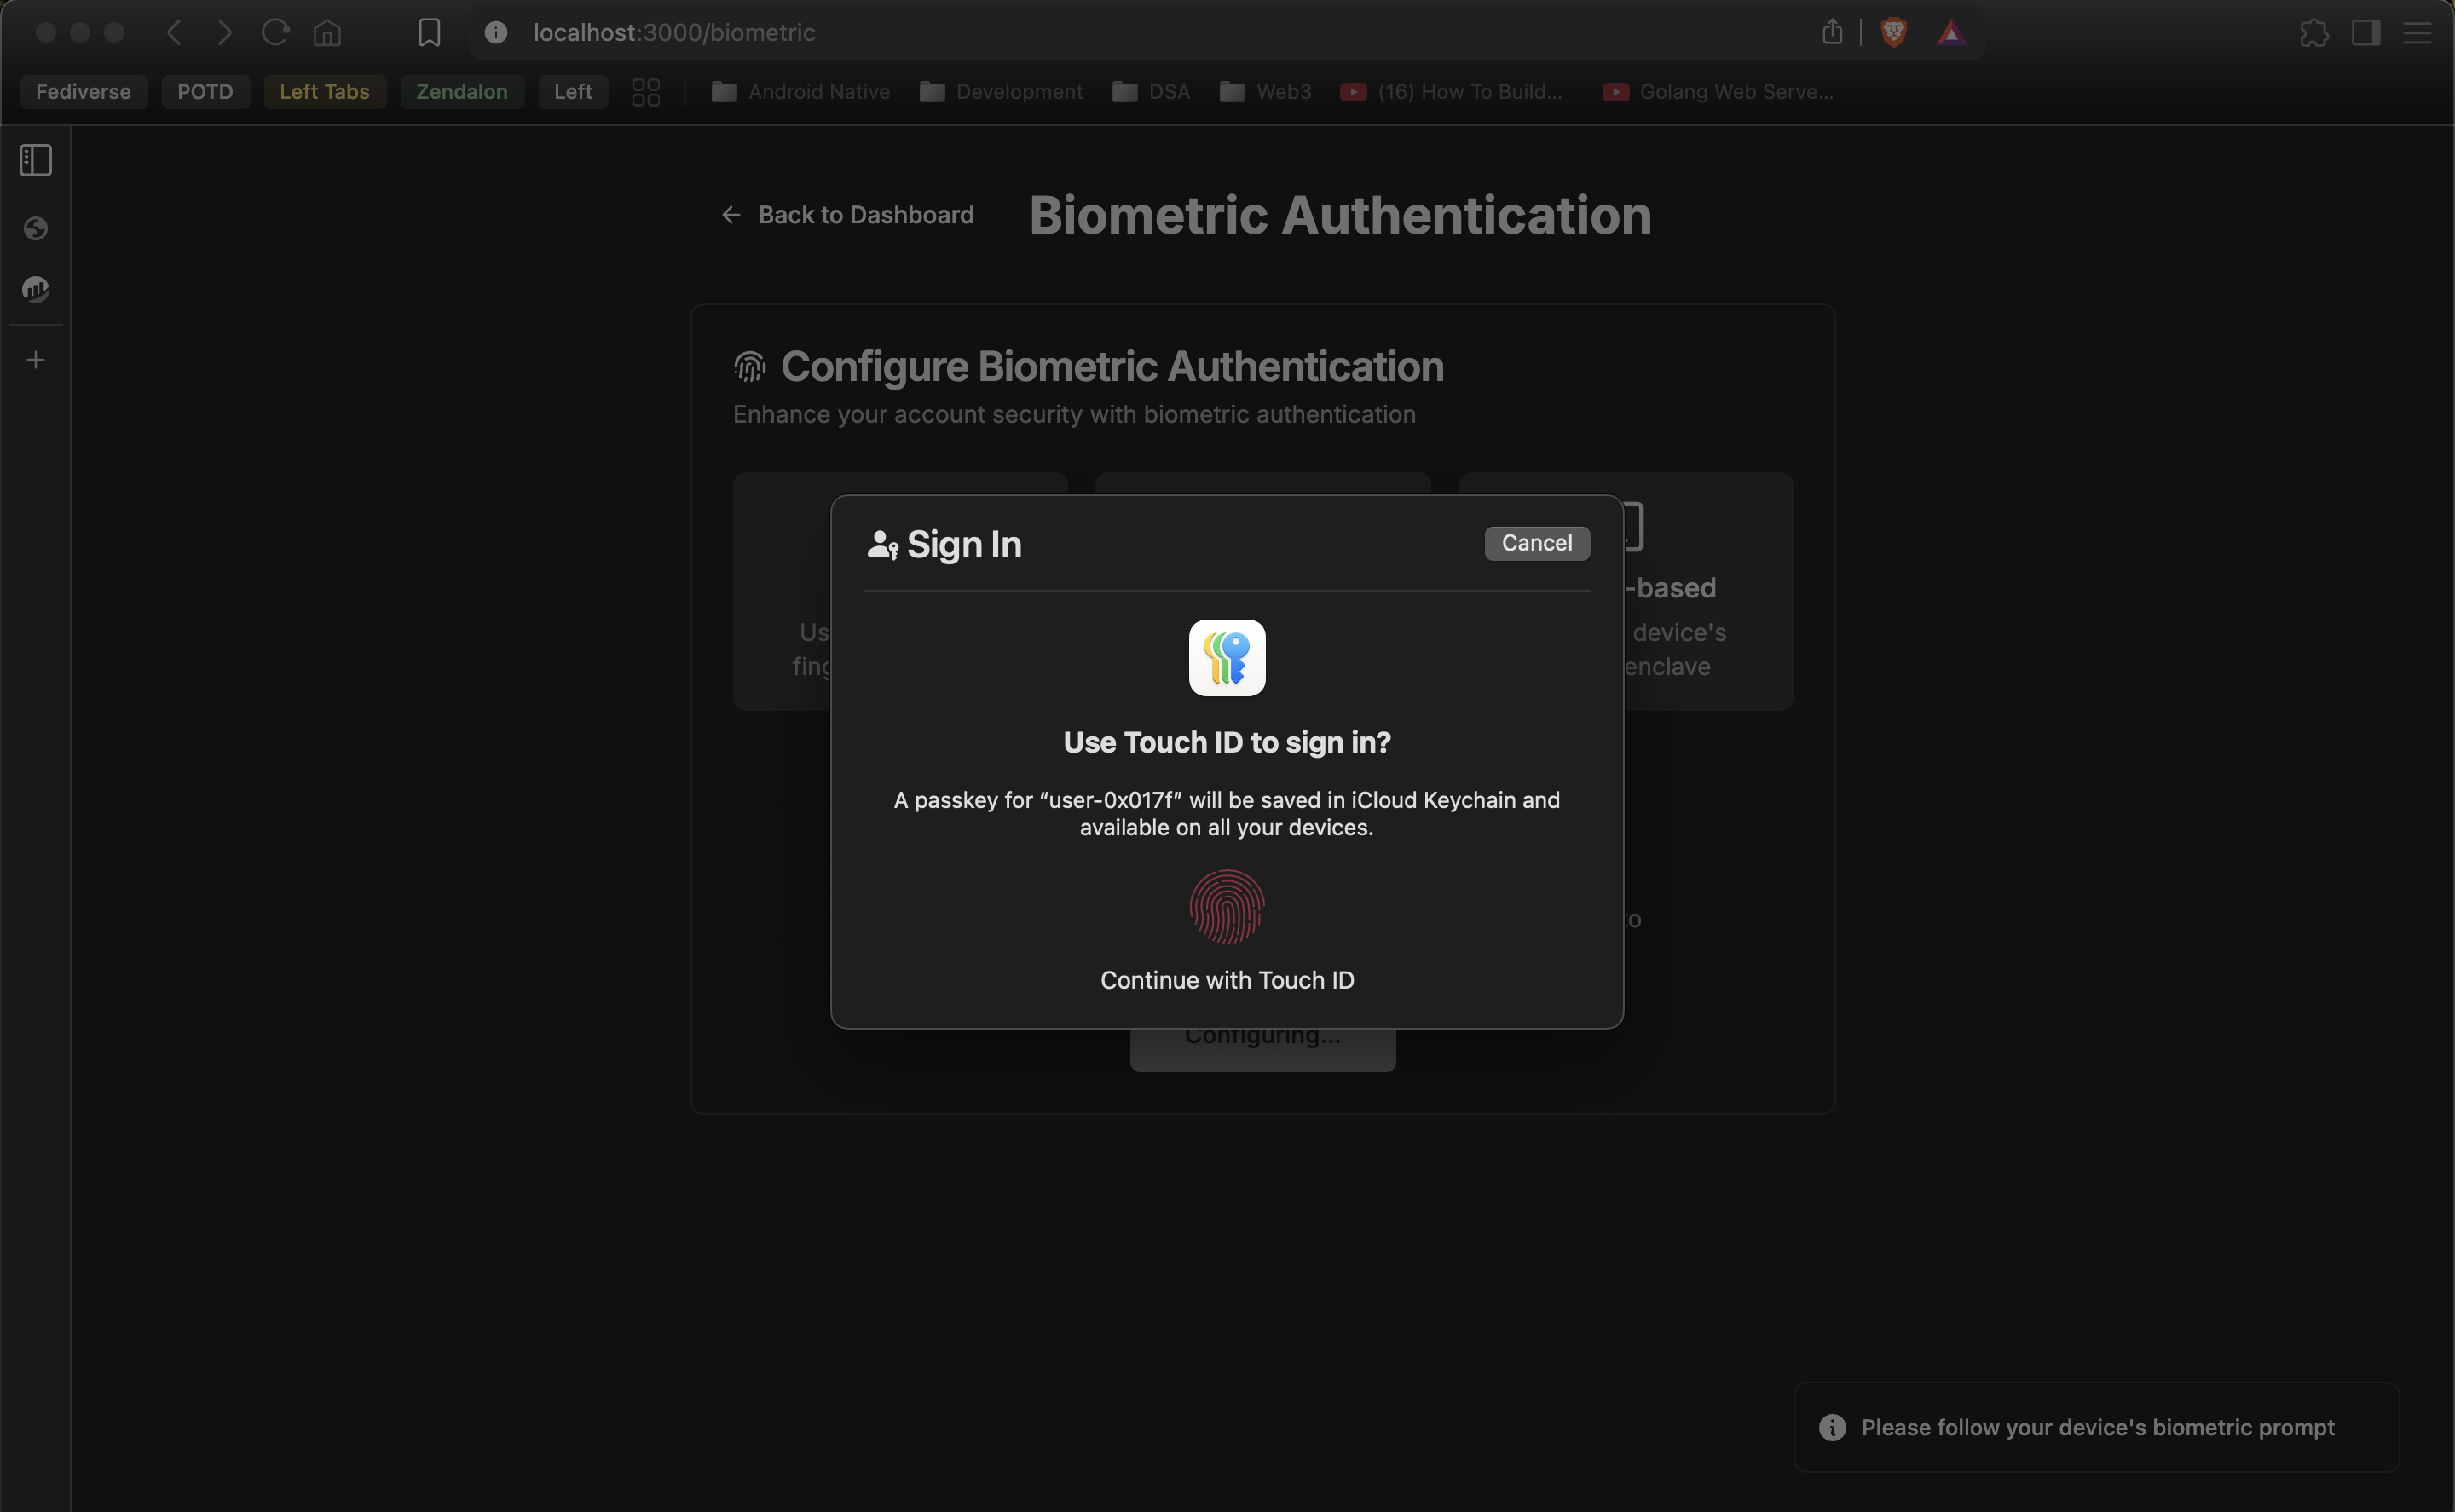 localhost:3000/biometric
Fediverse POTD Left Tabs Zendalon Left Android Native Development DSA Web3 (16) How To Build... Golang Web Serve...
Back to Dashboard Biometric Authentication
Configure Biometric Authentication
Enhance your account security with biometric authentication
Sign In Cancel
-based
device's
enclave
Use Touch ID to sign in?
A passkey for “user-0x017f” will be saved in iCloud Keychain and
available on all your devices.
Continue with Touch ID
Configuring...
Please follow your device's biometric prompt